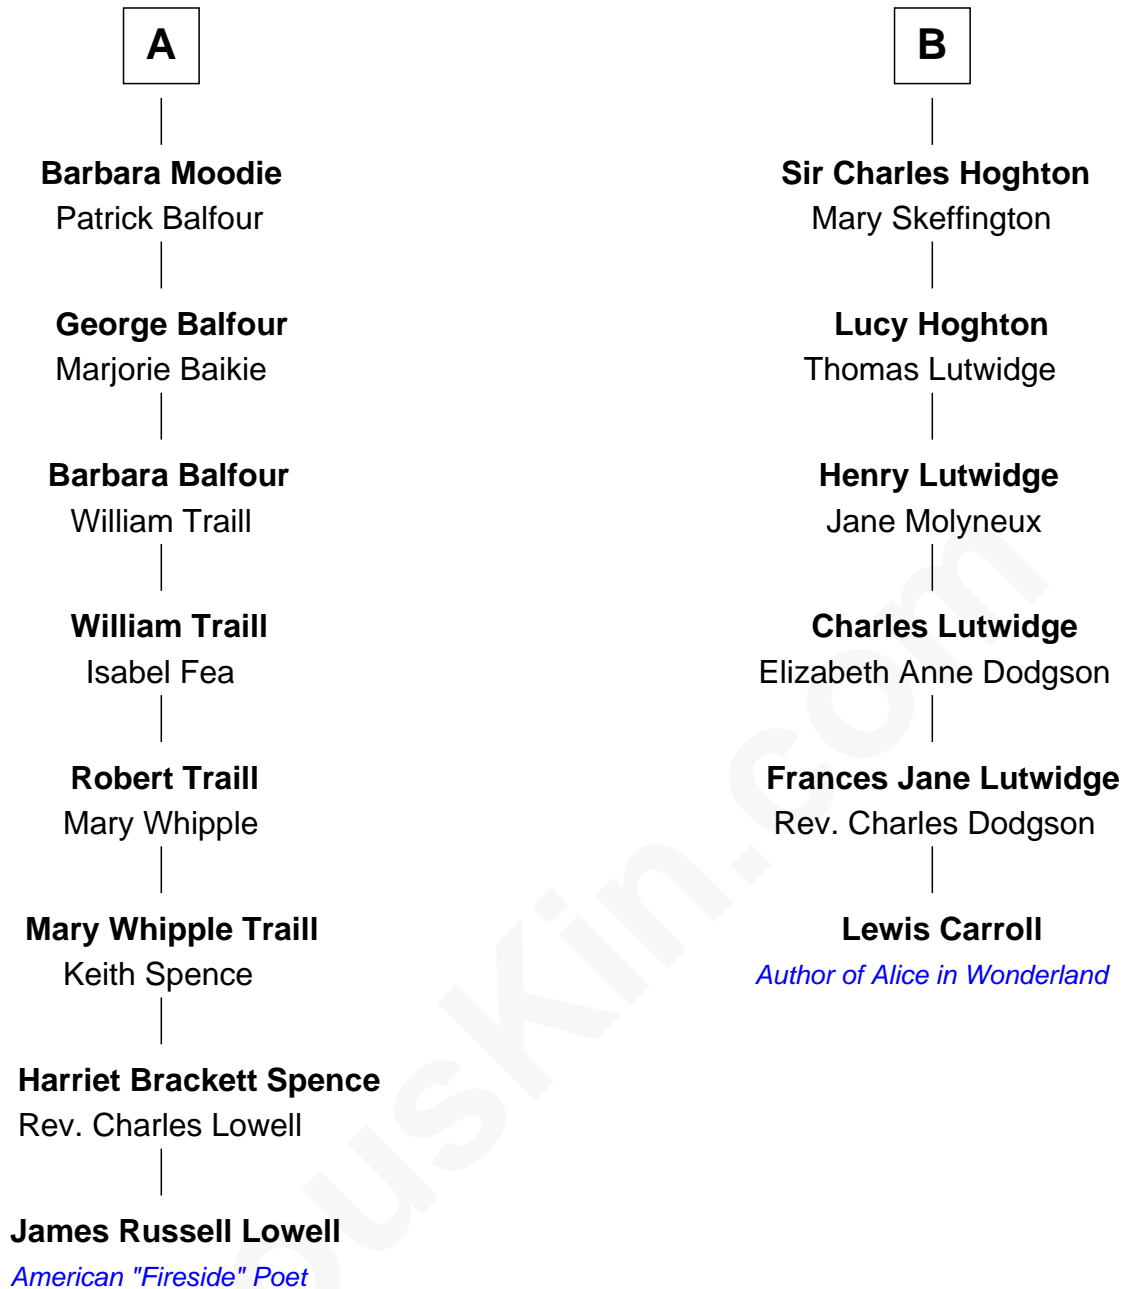 A
Barbara Moodie
Patrick Balfour
George Balfour
Marjorie Baikie
Barbara Balfour
William Traill
William Traill
Isabel Fea
Robert Traill
Mary Whipple
Mary Whipple Traill
Keith Spence
Harriet Brackett Spence
Rev. Charles Lowell
James Russell Lowell
American "Fireside" Poet
B
Sir Charles Hoghton
Mary Skeffington
Lucy Hoghton
Thomas Lutwidge
Henry Lutwidge
Jane Molyneux
Charles Lutwidge
Elizabeth Anne Dodgson
Frances Jane Lutwidge
Rev. Charles Dodgson
Lewis Carroll
Author of Alice in Wonderland
ousKin.com